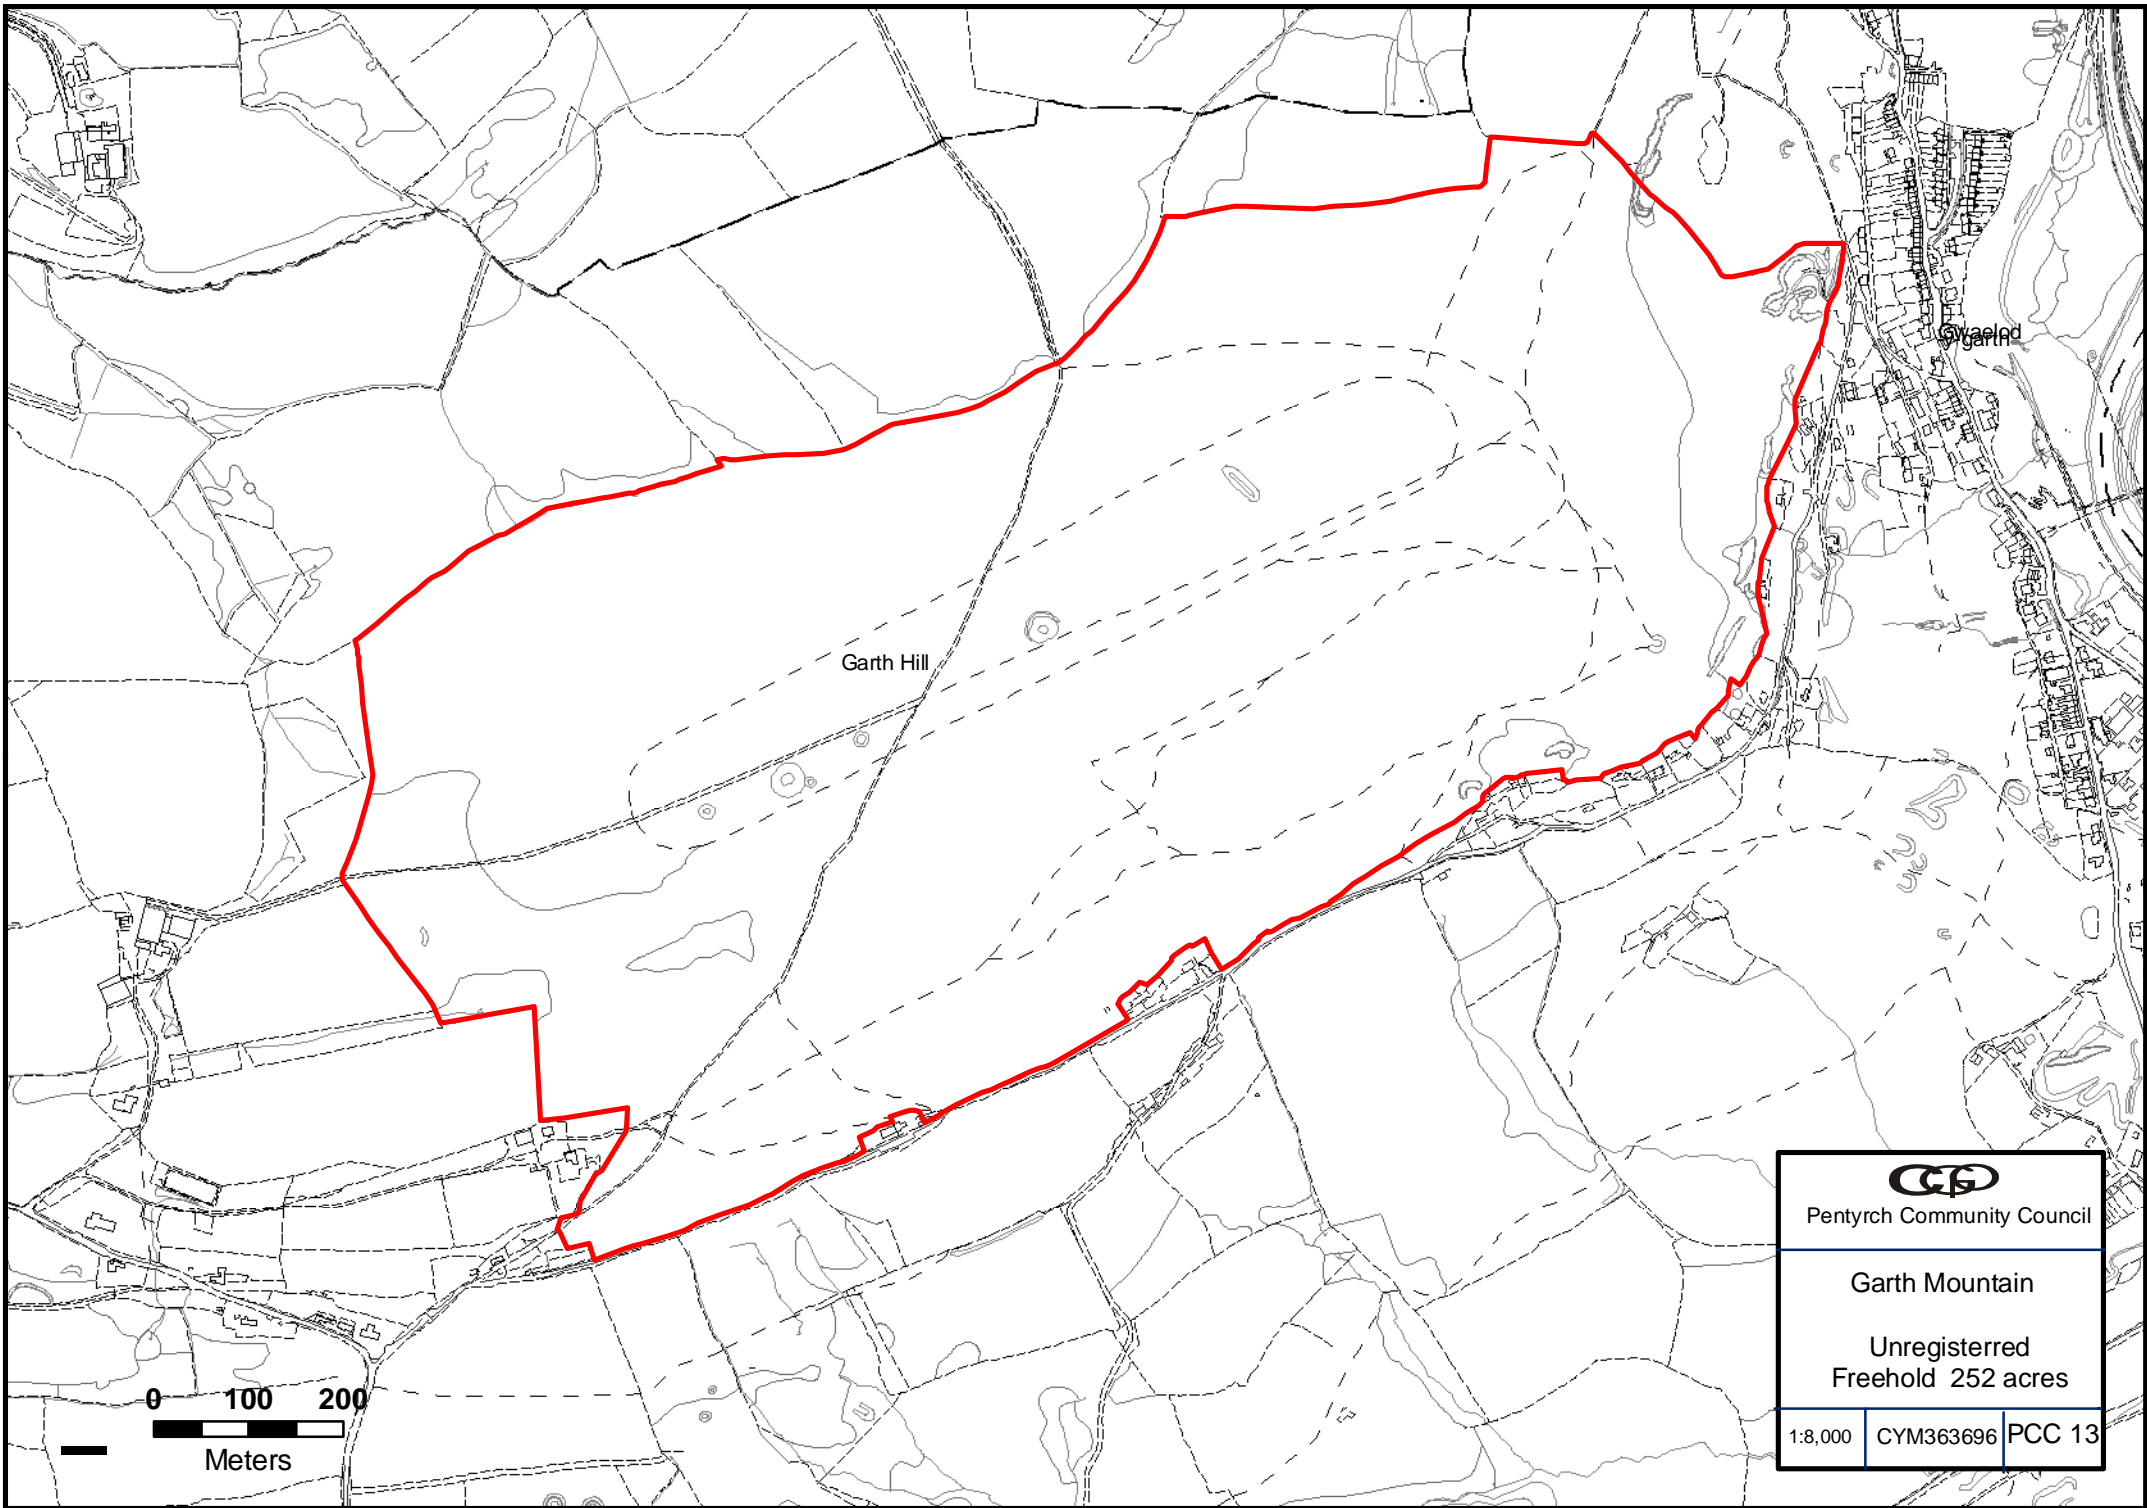 Gwaelod
y garth
Garth Hill
0 100 200
Meters
Pentyrch Community Council
Garth Mountain
Unregisterred
Freehold 252 acres
1:8,000 CYM363696 PCC 13